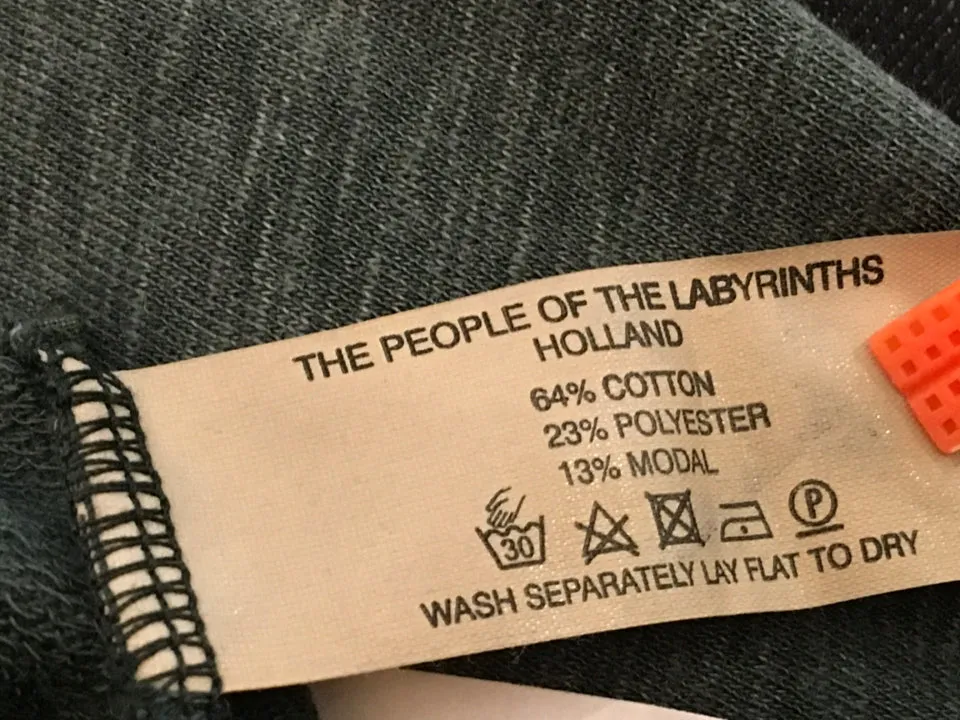 THE PEOPLE OF THE LABYRINTHS
HOLLAND
64% COTTON
23% POLYESTER
13% MODAL
30 P
WASH SEPARATELY LAY FLAT TO DRY